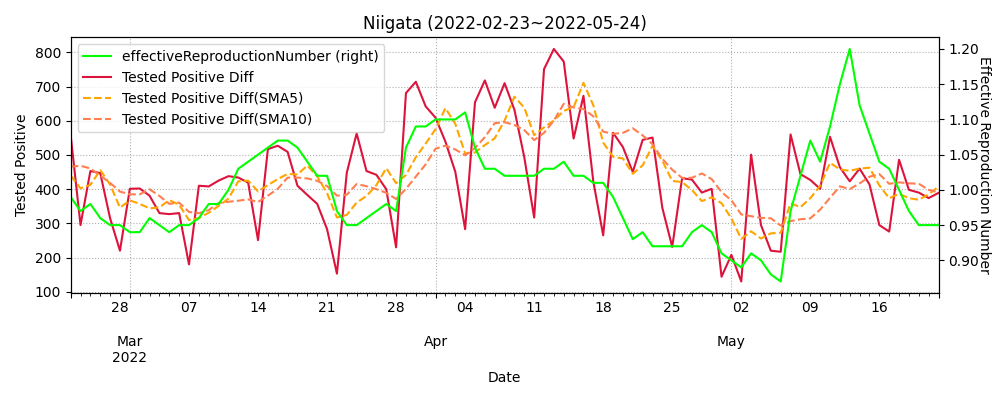 Niigata (2022-02-23~2022-05-24)
effectiveReproductionNumber (right)
Tested Positive Diff
Tested Positive Diff(SMA5)
Tested Positive Diff(SMA10)
Tested Positive
800
700
600
500
400
300
200
100
1.20
1.15
1.10
1.05
1.00
0.95
0.90
Effective Reproduction Number
28 07 14 21 28 04 11 18 25 02 09 16
Mar Apr May
2022
Date